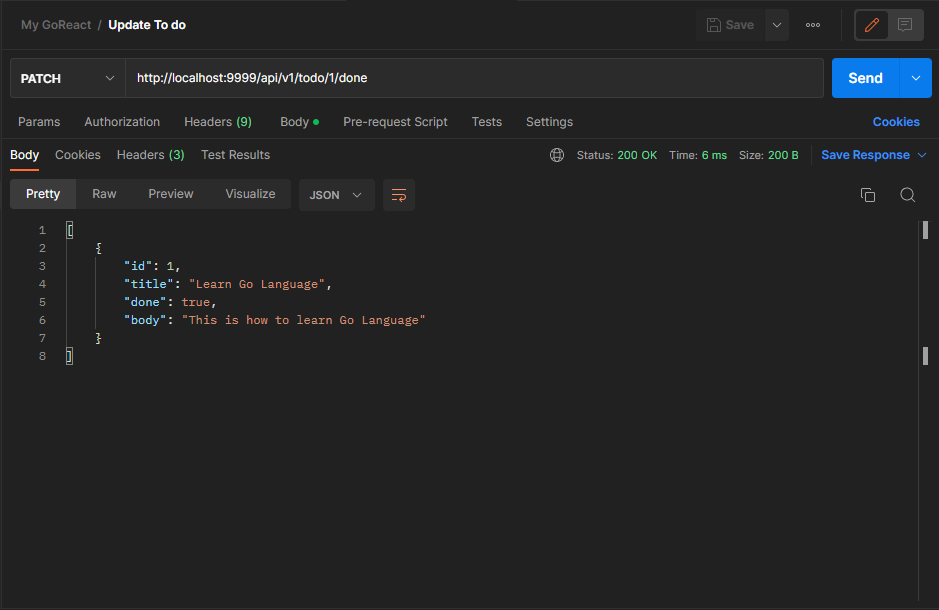 My GoReact / Update To do Save
PATCH http://localhost:9999/api/v1/todo/1/done Send
Params Authorization Headers (9) Body Pre-request Script Tests Settings Cookies
Body Cookies Headers (3) Test Results Status: 200 OK Time: 6 ms Size: 200 B Save Response
Pretty Raw Preview Visualize JSON
1 [
2 {
3 "id": 1,
4 "title": "Learn Go Language",
5 "done": true,
6 "body": "This is how to learn Go Language"
7 }
8 ]